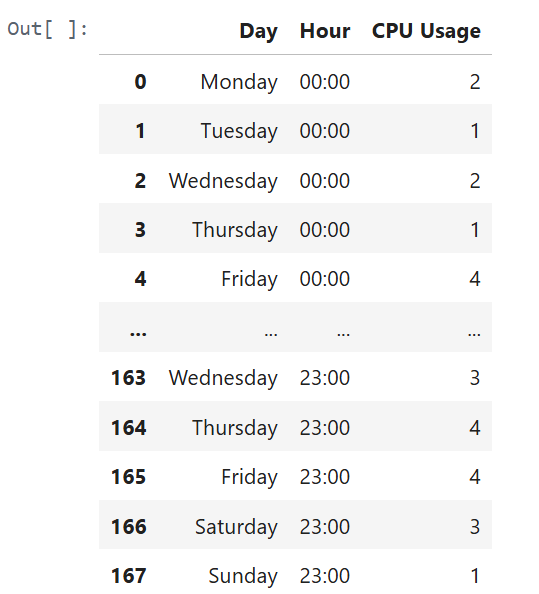 Out[ ]:
Day Hour CPU Usage
0 Monday 00:00 2
1 Tuesday 00:00 1
2 Wednesday 00:00 2
3 Thursday 00:00 1
4 Friday 00:00 4
... ... ... ...
163 Wednesday 23:00 3
164 Thursday 23:00 4
165 Friday 23:00 4
166 Saturday 23:00 3
167 Sunday 23:00 1